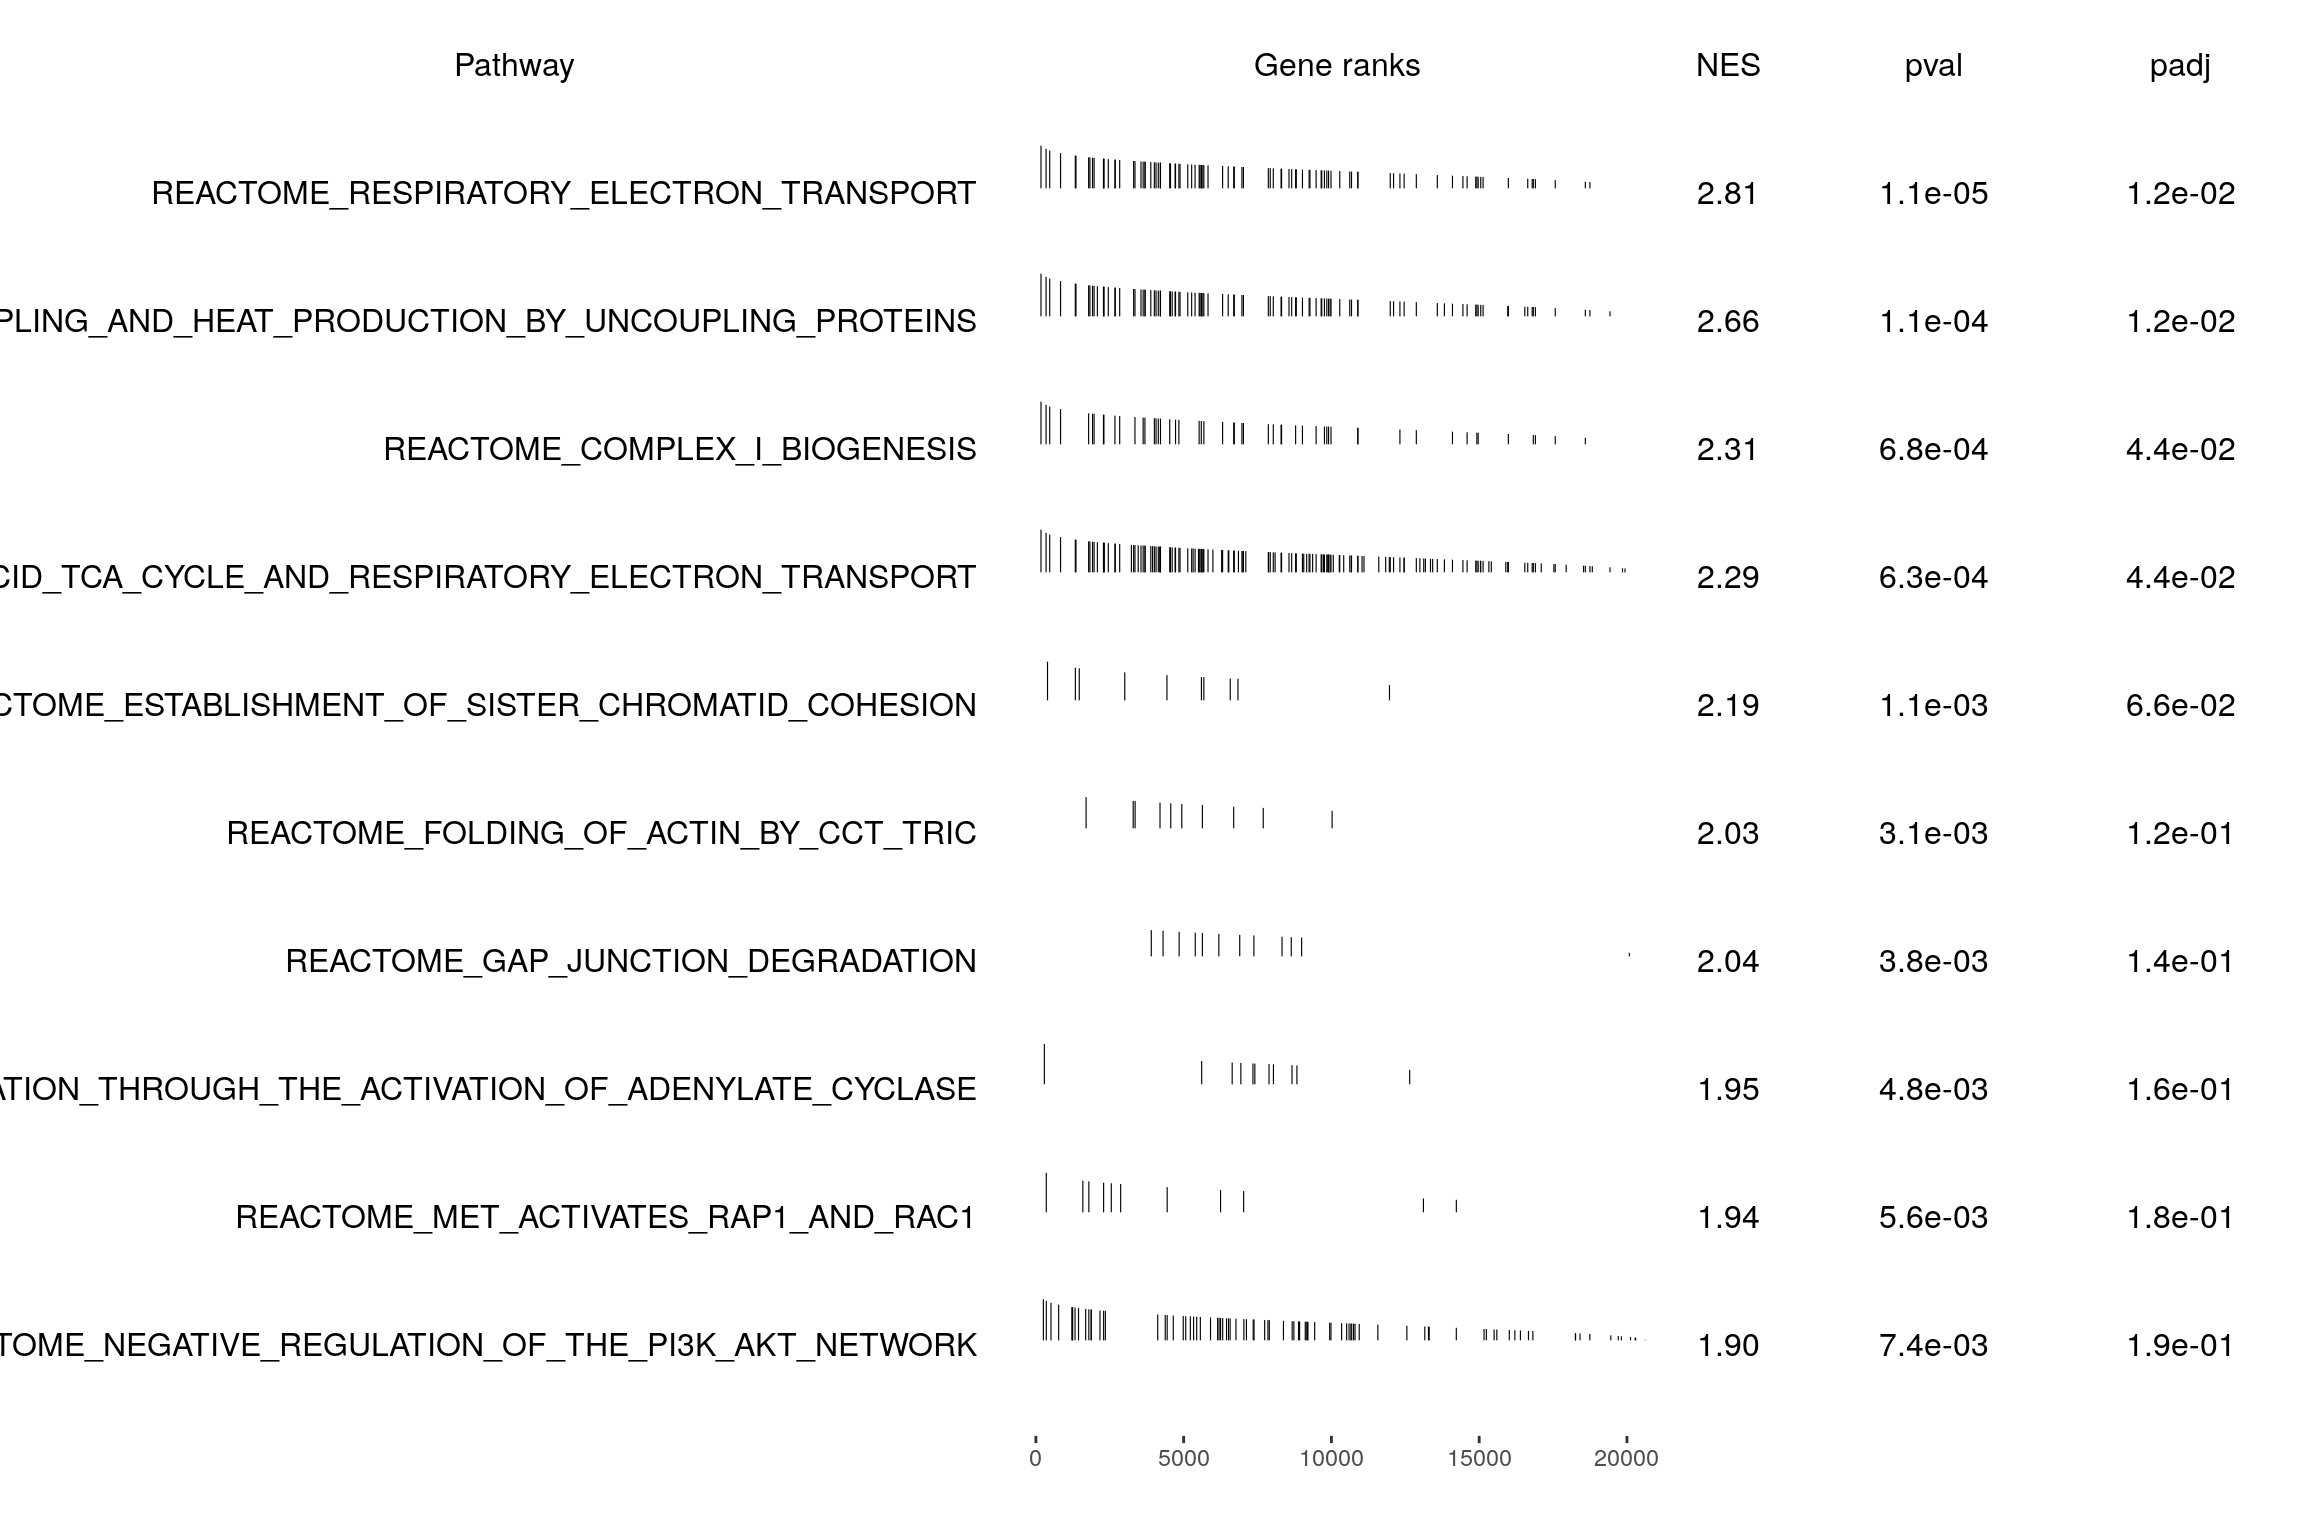 Pathway Gene ranks NES pval padj
REACTOME_RESPIRATORY_ELECTRON_TRANSPORT 2.81 1.1e-05 1.2e-02
PLING_AND_HEAT_PRODUCTION_BY_UNCOUPLING_PROTEINS 2.66 1.1e-04 1.2e-02
REACTOME_COMPLEX_I_BIOGENESIS 2.31 6.8e-04 4.4e-02
CID_TCA_CYCLE_AND_RESPIRATORY_ELECTRON_TRANSPORT 2.29 6.3e-04 4.4e-02
CTOME_ESTABLISHMENT_OF_SISTER_CHROMATID_COHESION 2.19 1.1e-03 6.6e-02
REACTOME_FOLDING_OF_ACTIN_BY_CCT_TRIC 2.03 3.1e-03 1.2e-01
REACTOME_GAP_JUNCTION_DEGRADATION 2.04 3.8e-03 1.4e-01
ATION_THROUGH_THE_ACTIVATION_OF_ADENYLATE_CYCLASE 1.95 4.8e-03 1.6e-01
REACTOME_MET_ACTIVATES_RAP1_AND_RAC1 1.94 5.6e-03 1.8e-01
TOME_NEGATIVE_REGULATION_OF_THE_PI3K_AKT_NETWORK 1.90 7.4e-03 1.9e-01
0 5000 10000 15000 20000